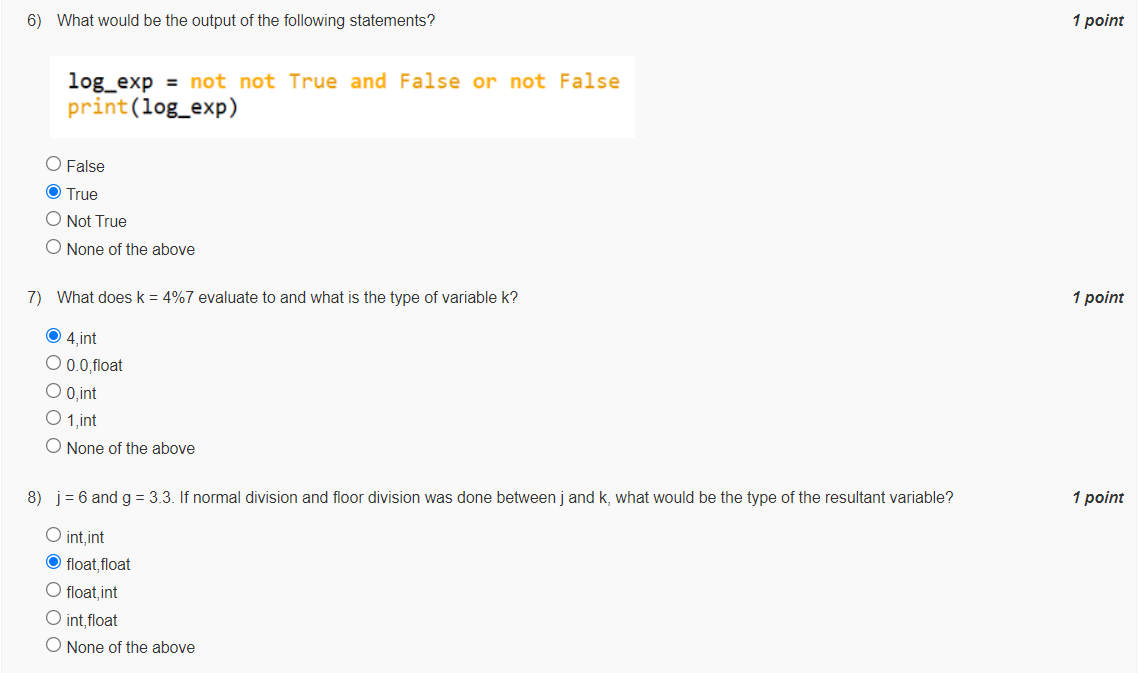 6) What would be the output of the following statements? 1 point
log_exp = not not True and False or not False
print(log_exp)
False
True
Not True
None of the above
7) What does k = 4%7 evaluate to and what is the type of variable k? 1 point
4,int
0.0,float
0,int
1,int
None of the above
8) j = 6 and g = 3.3. If normal division and floor division was done between j and k, what would be the type of the resultant variable? 1 point
int,int
float,float
float,int
int,float
None of the above